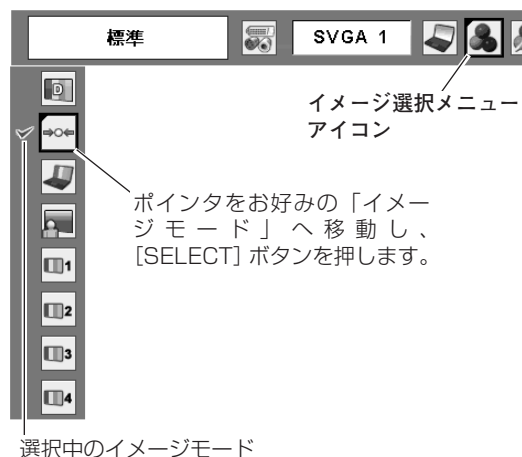 標準
SVGA 1
イメージ選択メニュー
アイコン
D
ポインタをお好みの「イメー
ジモード」へ移動し、
[SELECT] ボタンを押します。
1
2
3
4
選択中のイメージモード